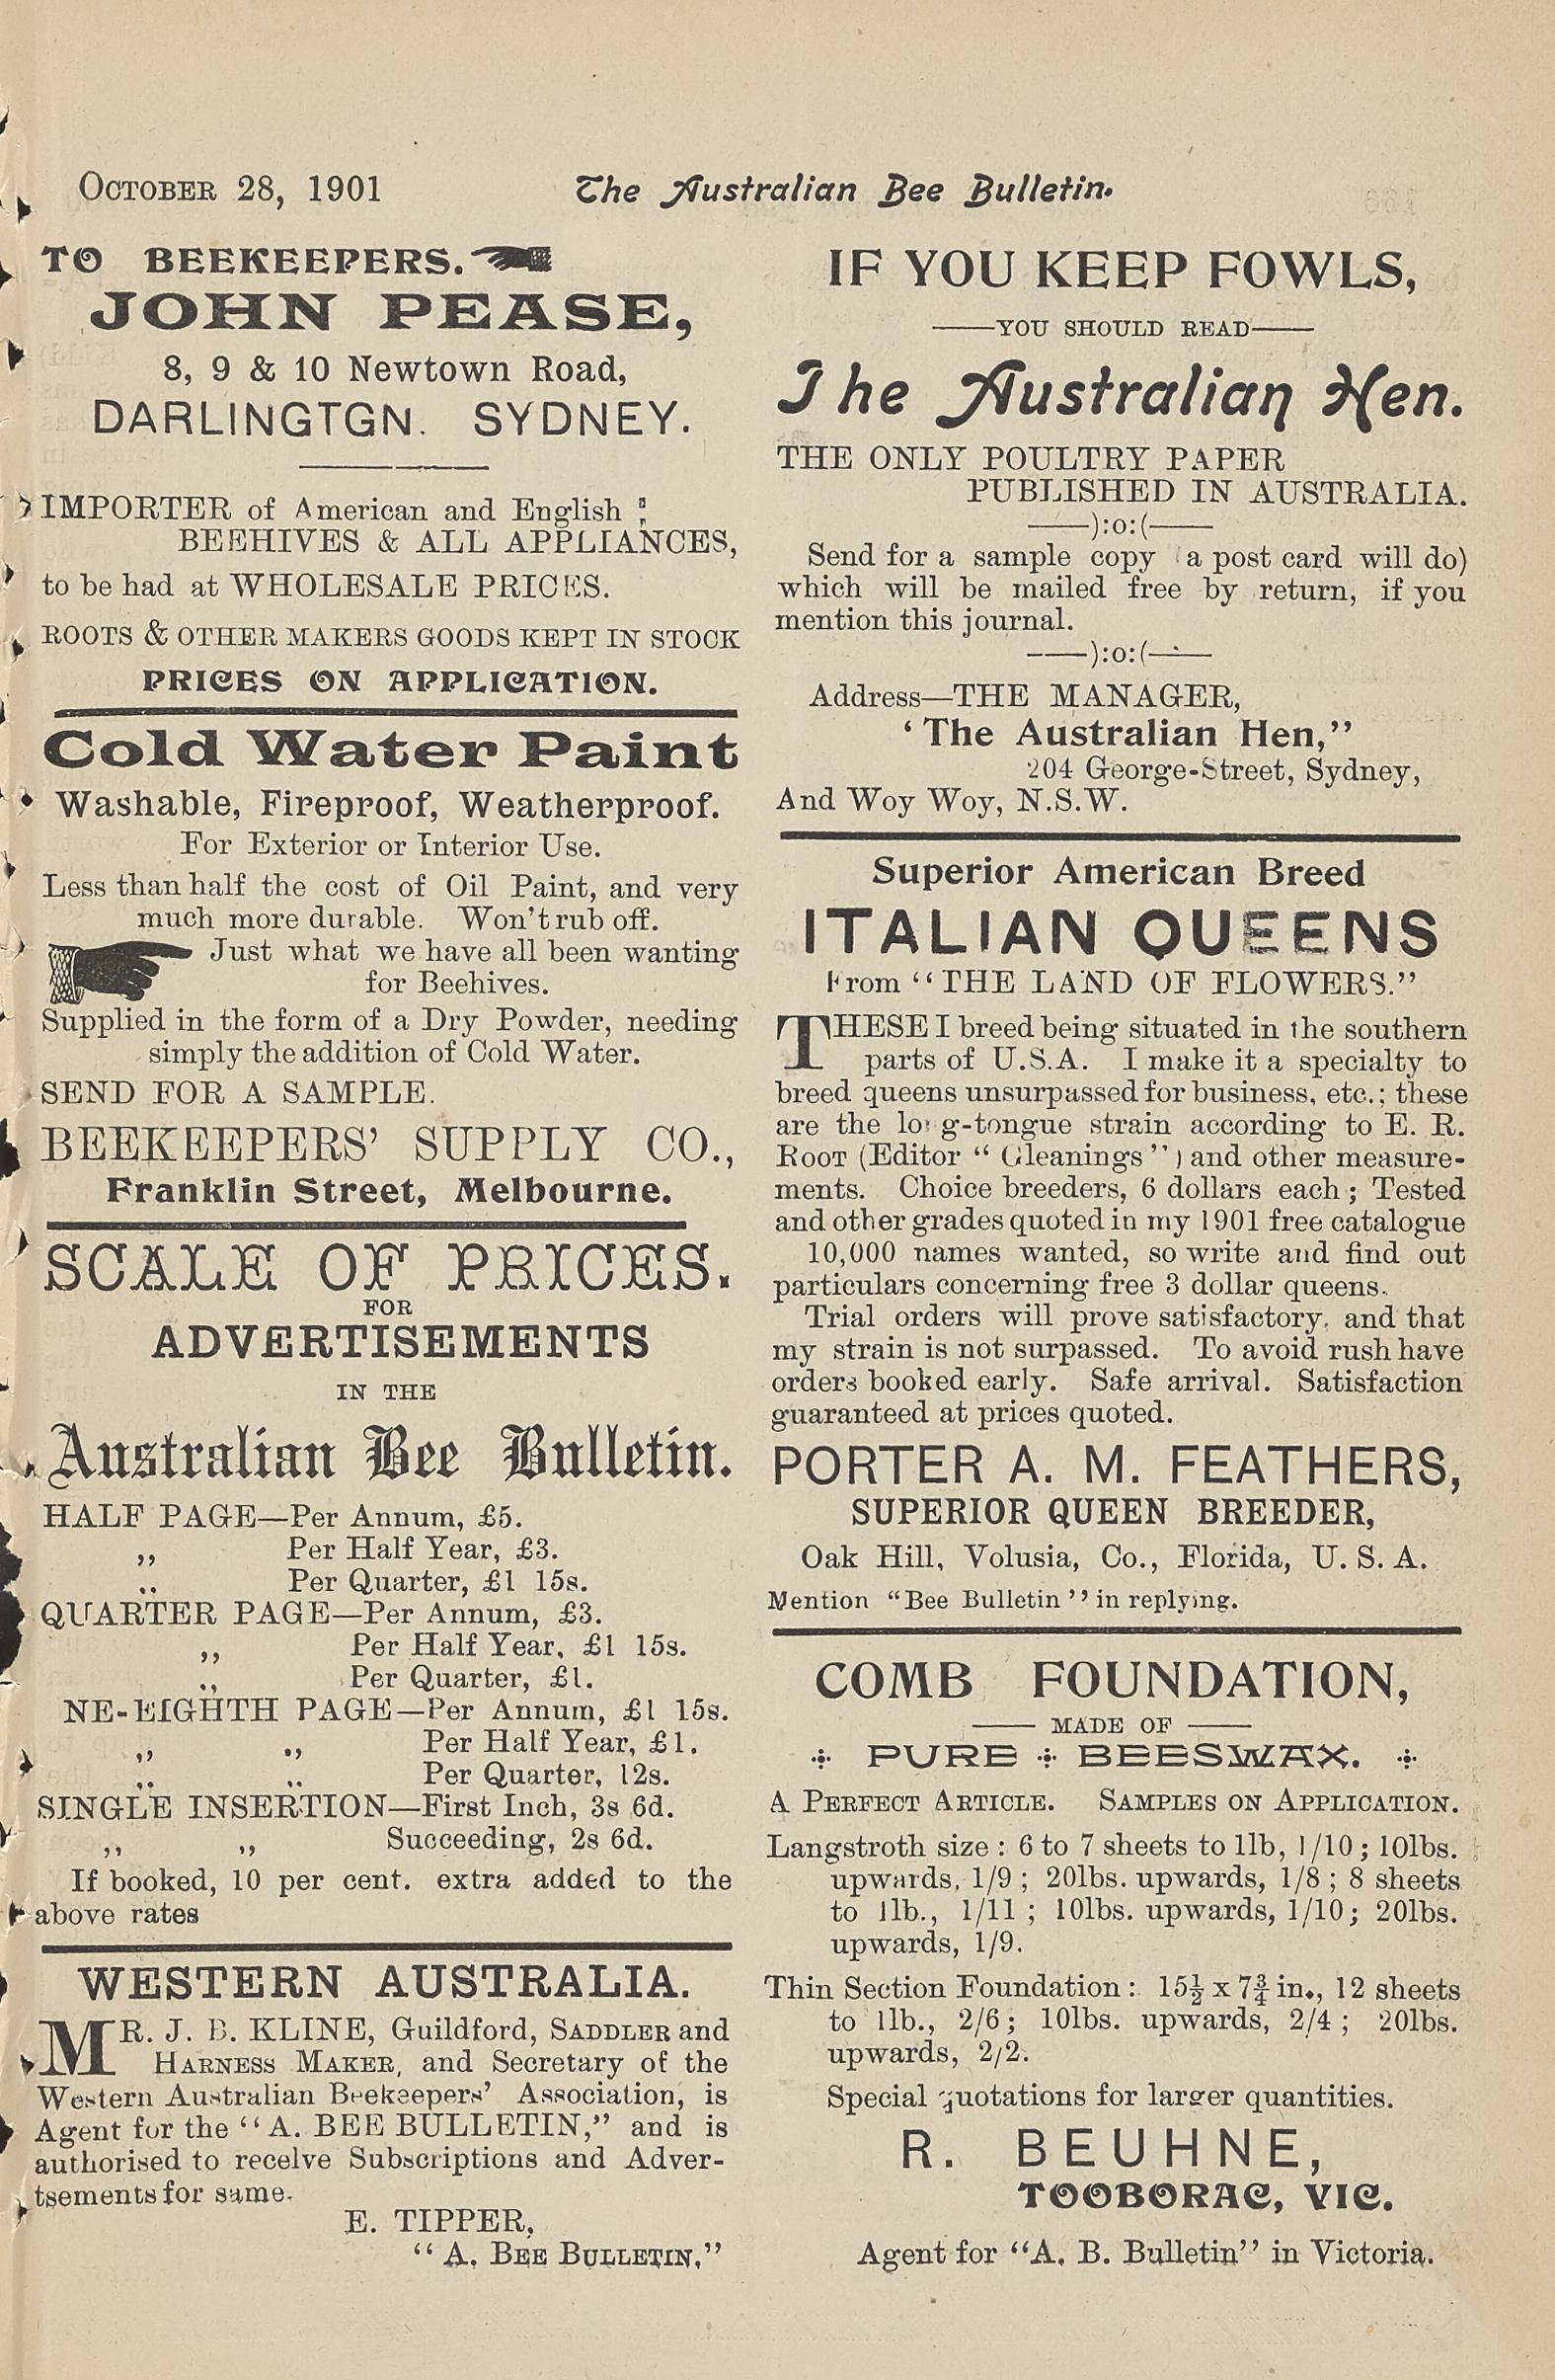 OCTOBER 28, 1901 The Australian Bee Bulletin.
TO BEEKEEPERS.
JOHN PEASE,
8, 9 & 10 Newtown Road,
DARLINGTGN. SYDNEY.
IMPORTER of American and English
BEEHIVES & ALL APPLIANCES,
to be had at WHOLESALE PRICES.
ROOTS & OTHER MAKERS GOODS KEPT IN STOCK
PRICES ON APPLICATION.
Cold Water Paint
Washable, Fireproof, Weatherproof.
For Exterior or Interior Use.
Less than half the cost of Oil Paint, and very
much more durable. Won't rub off.
Just what we have all been wanting
for Beehives.
Supplied in the form of a Dry Powder, needing
simply the addition of Cold Water.
SEND FOR A SAMPLE.
BEEKEEPERS' SUPPLY CO.,
Franklin Street, Melbourne.
SCALE OF PRICES.
FOR
ADVERTISEMENTS
IN THE
Australian Bee Bulletin.
HALF PAGE—Per Annum, £5.
,, Per Half Year, £3.
,, Per Quarter, £1 15s.
QUARTER PAGE—Per Annum, £3.
,, Per Half Year, £1 15s.
,, Per Quarter, £1.
NE-EIGHTH PAGE—Per Annum, £1 15s.
,, ,, Per Half Year, £1.
,, ,, Per Quarter, 12s.
SINGLE INSERTION—First Inch, 3s 6d.
,, ,, Succeeding, 2s 6d.
If booked, 10 per cent. extra added to the
above rates
WESTERN AUSTRALIA.
MR. J. B. KLINE, Guildford, SADDLER and
HARNESS MAKER, and Secretary of the
Western Australian Beekeepers' Association, is
Agent for the "A. BEE BULLETIN," and is
authorised to receive Subscriptions and Adver-
tsements for same.
E. TIPPER,
"A. BEE BULLETIN,"
IF YOU KEEP FOWLS,
——YOU SHOULD READ——
The Australian Hen.
THE ONLY POULTRY PAPER
PUBLISHED IN AUSTRALIA.
——):o:(——
Send for a sample copy (a post card will do)
which will be mailed free by return, if you
mention this journal.
——):o:(——
Address—THE MANAGER,
'The Australian Hen,"
204 George-Street, Sydney,
And Woy Woy, N.S.W.
Superior American Breed
ITALIAN QUEENS
From "THE LAND OF FLOWERS."
THESE I breed being situated in the southern
parts of U.S.A. I make it a specialty to
breed queens unsurpassed for business, etc.; these
are the long-tongue strain according to E. R.
ROOT (Editor "Gleanings") and other measure-
ments. Choice breeders, 6 dollars each; Tested
and other grades quoted in my 1901 free catalogue
10,000 names wanted, so write and find out
particulars concerning free 3 dollar queens.
Trial orders will prove satisfactory, and that
my strain is not surpassed. To avoid rush have
orders booked early. Safe arrival. Satisfaction
guaranteed at prices quoted.
PORTER A. M. FEATHERS,
SUPERIOR QUEEN BREEDER,
Oak Hill, Volusia, Co., Florida, U. S. A.
Mention "Bee Bulletin" in replying.
COMB FOUNDATION,
—— MADE OF ——
PURE BEESWAX.
A PERFECT ARTICLE. SAMPLES ON APPLICATION.
Langstroth size: 6 to 7 sheets to 1lb, 1/10; 10lbs.
upwards, 1/9; 20lbs. upwards, 1/8; 8 sheets
to 1lb., 1/11; 10lbs. upwards, 1/10; 20lbs.
upwards, 1/9.
Thin Section Foundation: 15½ x 7¾ in., 12 sheets
to 1lb., 2/6; 10lbs. upwards, 2/4; 20lbs.
upwards, 2/2.
Special quotations for larger quantities.
R. BEUHNE,
TOOBORAC, VIC.
Agent for "A. B. Bulletin" in Victoria.